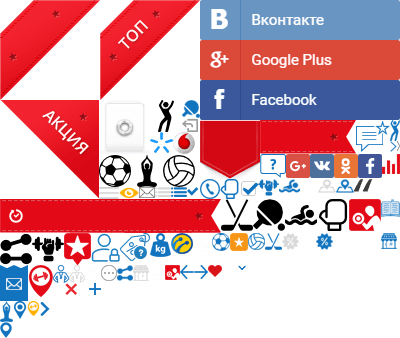 ТОП
В Вконтакте
g+ Google Plus
f Facebook
АКЦИЯ
?
G+
f
?
kg
%
%